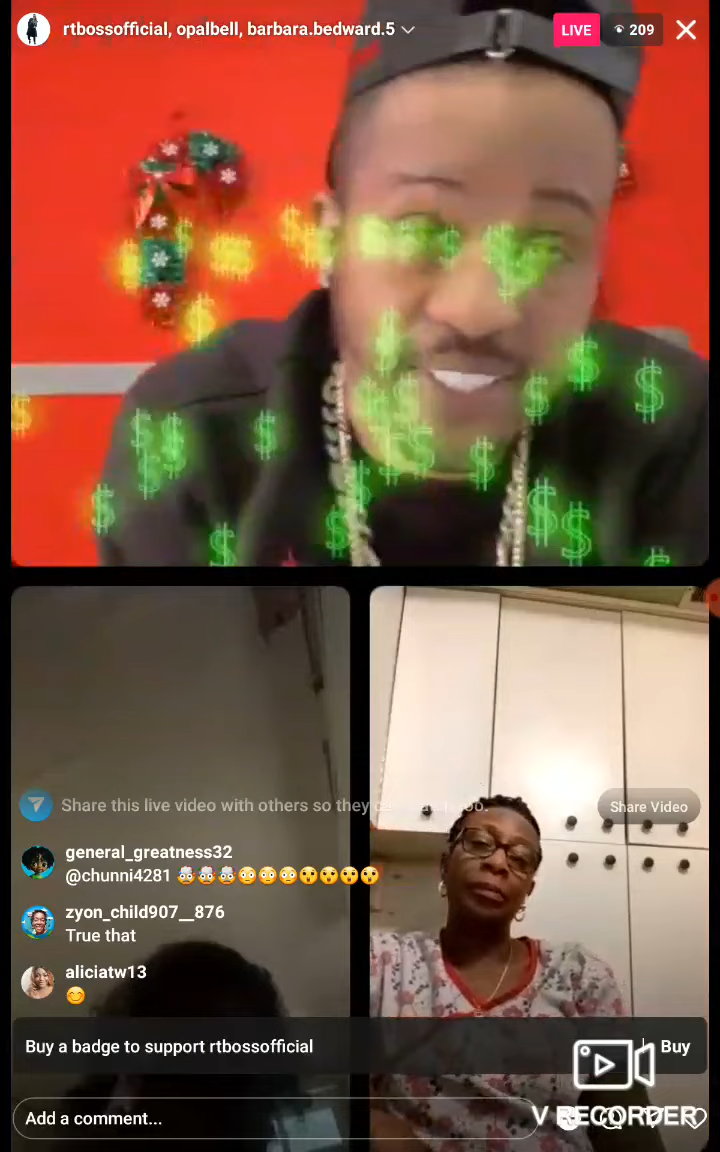 rtbossofficial, opalbell, barbara.bedward.5
LIVE
209
Share this live video with others so they
Share Video
general_greatness32
@chunni4281 🤯🤯🤯😳😳😳😲😲😲😲
zyon_child907__876
True that
aliciatw13
😊
Buy a badge to support rtbossofficial
Buy
Add a comment...
V RECORDER